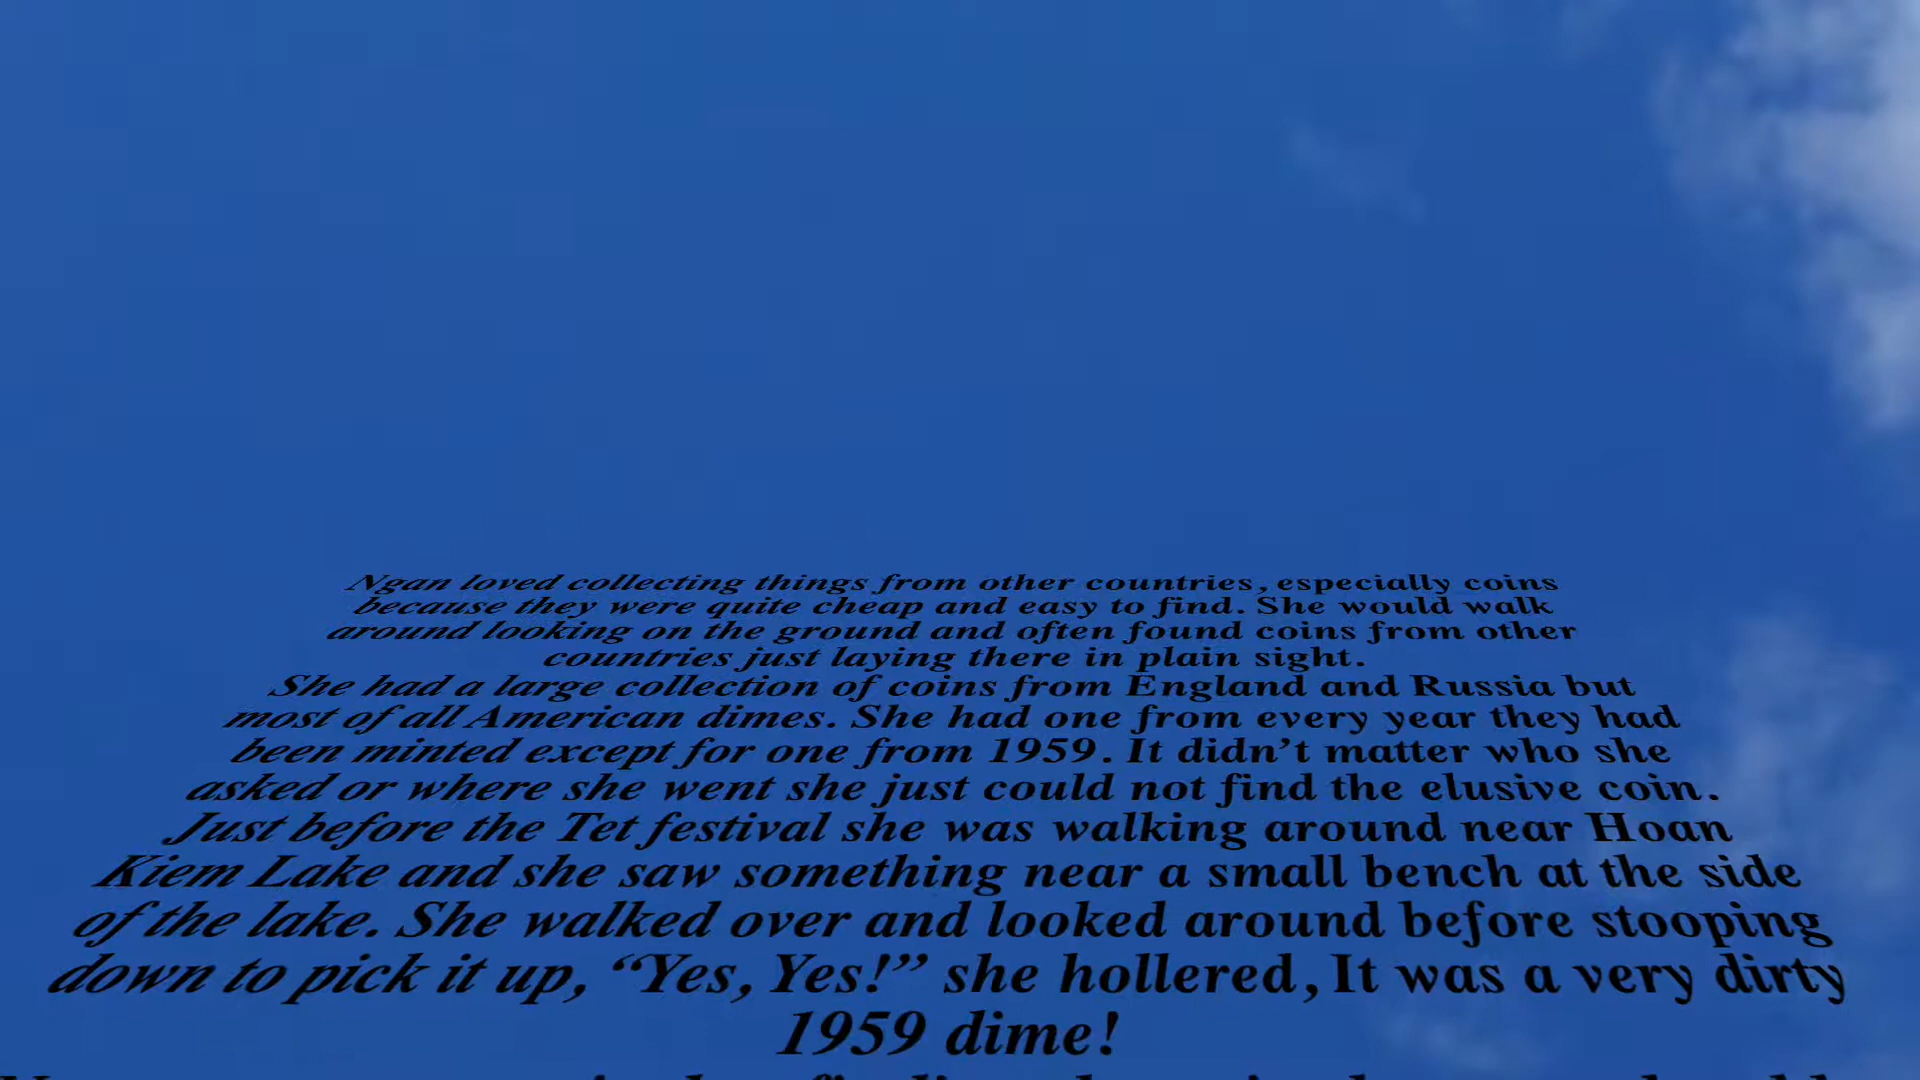 Ngan loved collecting things from other countries, especially coins
because they were quite cheap and easy to find. She would walk
around looking on the ground and often found coins from other
countries just laying there in plain sight.
She had a large collection of coins from England and Russia but
most of all American dimes. She had one from every year they had
been minted except for one from 1959. It didn’t matter who she
asked or where she went she just could not find the elusive coin.
Just before the Tet festival she was walking around near Hoan
Kiem Lake and she saw something near a small bench at the side
of the lake. She walked over and looked around before stooping
down to pick it up, “Yes, Yes!” she hollered, It was a very dirty
1959 dime!